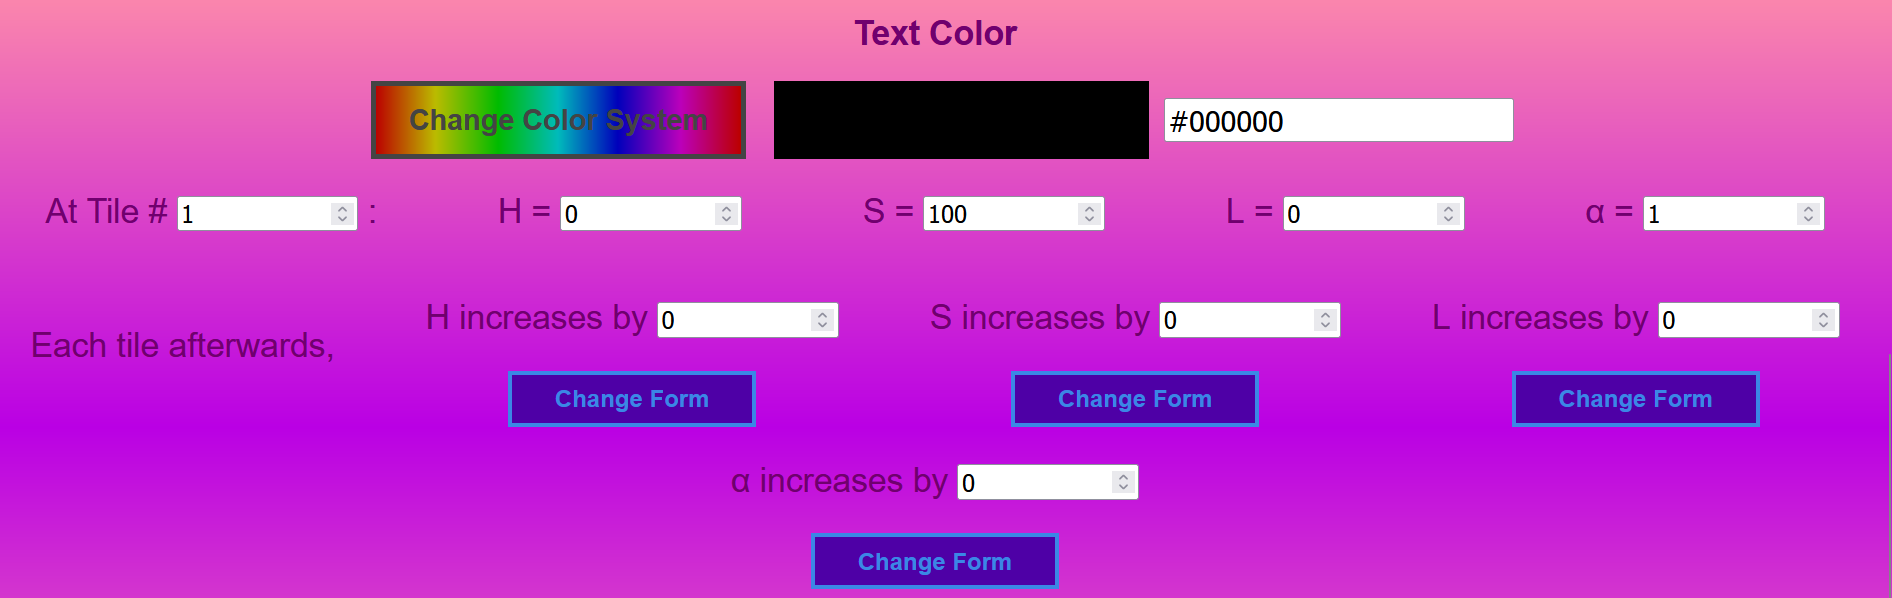 Text Color
Change Color System #000000
At Tile # 1 : H = 0 S = 100 L = 0 α = 1
H increases by 0 S increases by 0 L increases by 0
Each tile afterwards,
Change Form Change Form Change Form
α increases by 0
Change Form